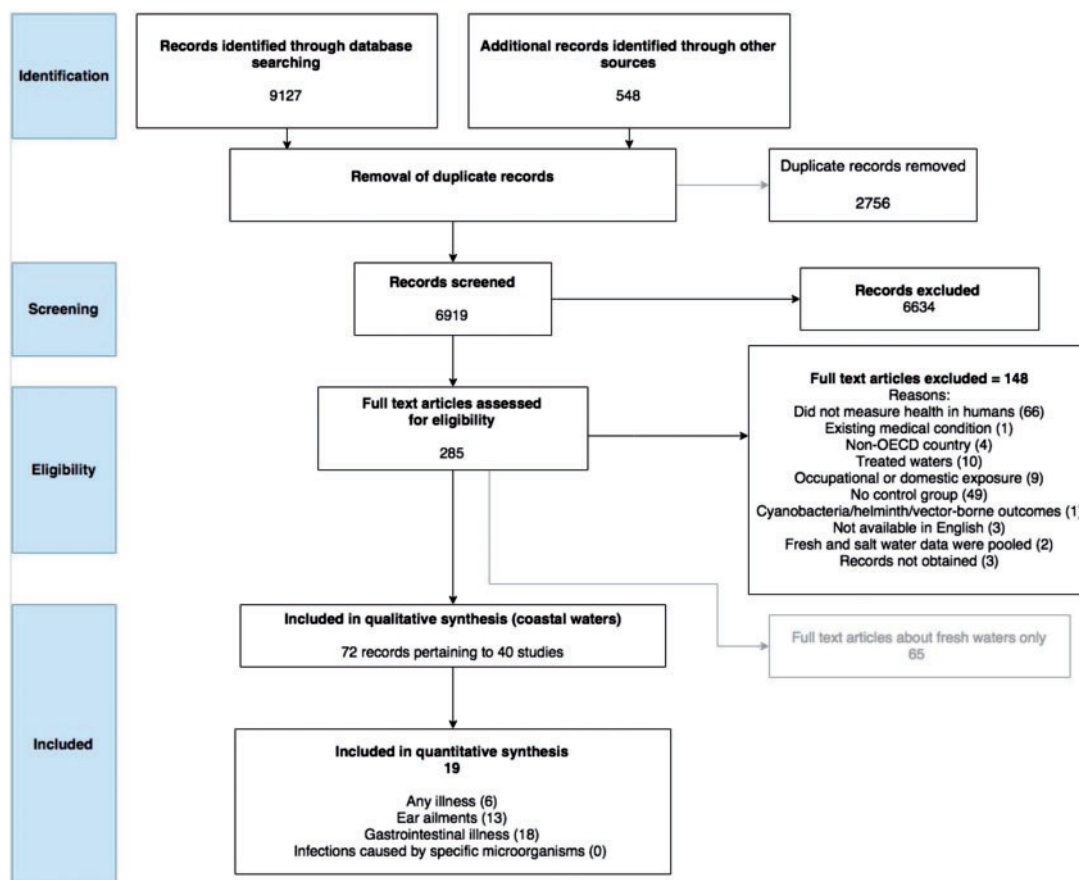 Identification
Records identified through database
searching
9127
Additional records identified through other
sources
548
Removal of duplicate records
Duplicate records removed
2756
Screening
Records screened
6919
Records excluded
6634
Eligibility
Full text articles assessed
for eligibility
285
Full text articles excluded = 148
Reasons:
Did not measure health in humans (66)
Existing medical condition (1)
Non-OECD country (4)
Treated waters (10)
Occupational or domestic exposure (9)
No control group (49)
Cyanobacteria/helminth/vector-borne outcomes (1)
Not available in English (3)
Fresh and salt water data were pooled (2)
Records not obtained (3)
Full text articles about fresh waters only
65
Included
Included in qualitative synthesis (coastal waters)
72 records pertaining to 40 studies
Included in quantitative synthesis
19
Any illness (6)
Ear ailments (13)
Gastrointestinal illness (18)
Infections caused by specific microorganisms (0)